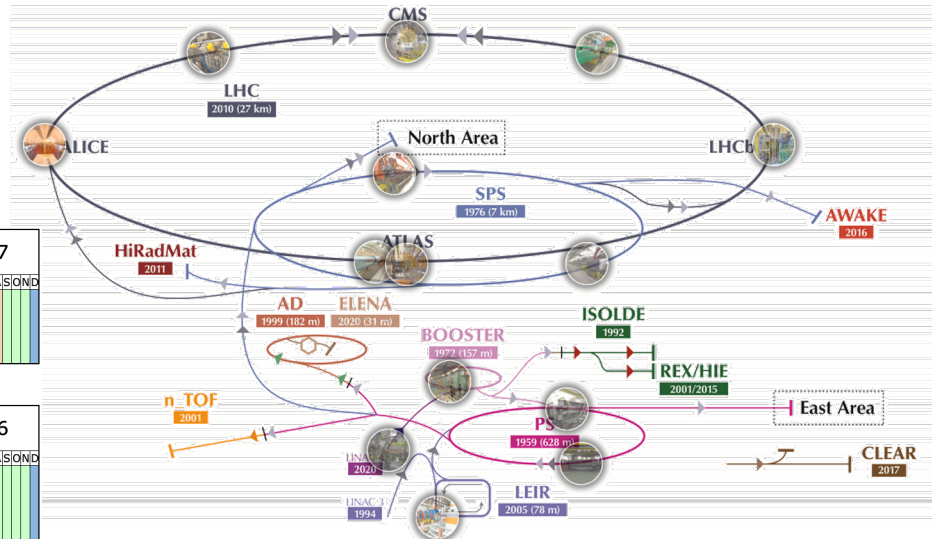 CMS
LHC
2010 (27 km)
ALICE
North Area
LHCb
SPS
1976 (7 km)
AWAKE
2016
HiRadMat
2011
ATLAS
7
S O N D
AD
1999 (182 m)
ELENA
2020 (31 m)
ISOLDE
1992
BOOSTER
1972 (157 m)
REX/HIE
2001/2015
n_TOF
2001
East Area
6
S O N D
PS
1959 (628 m)
LINA
2020
CLEAR
2017
LINAC 3
1994
LEIR
2005 (78 m)